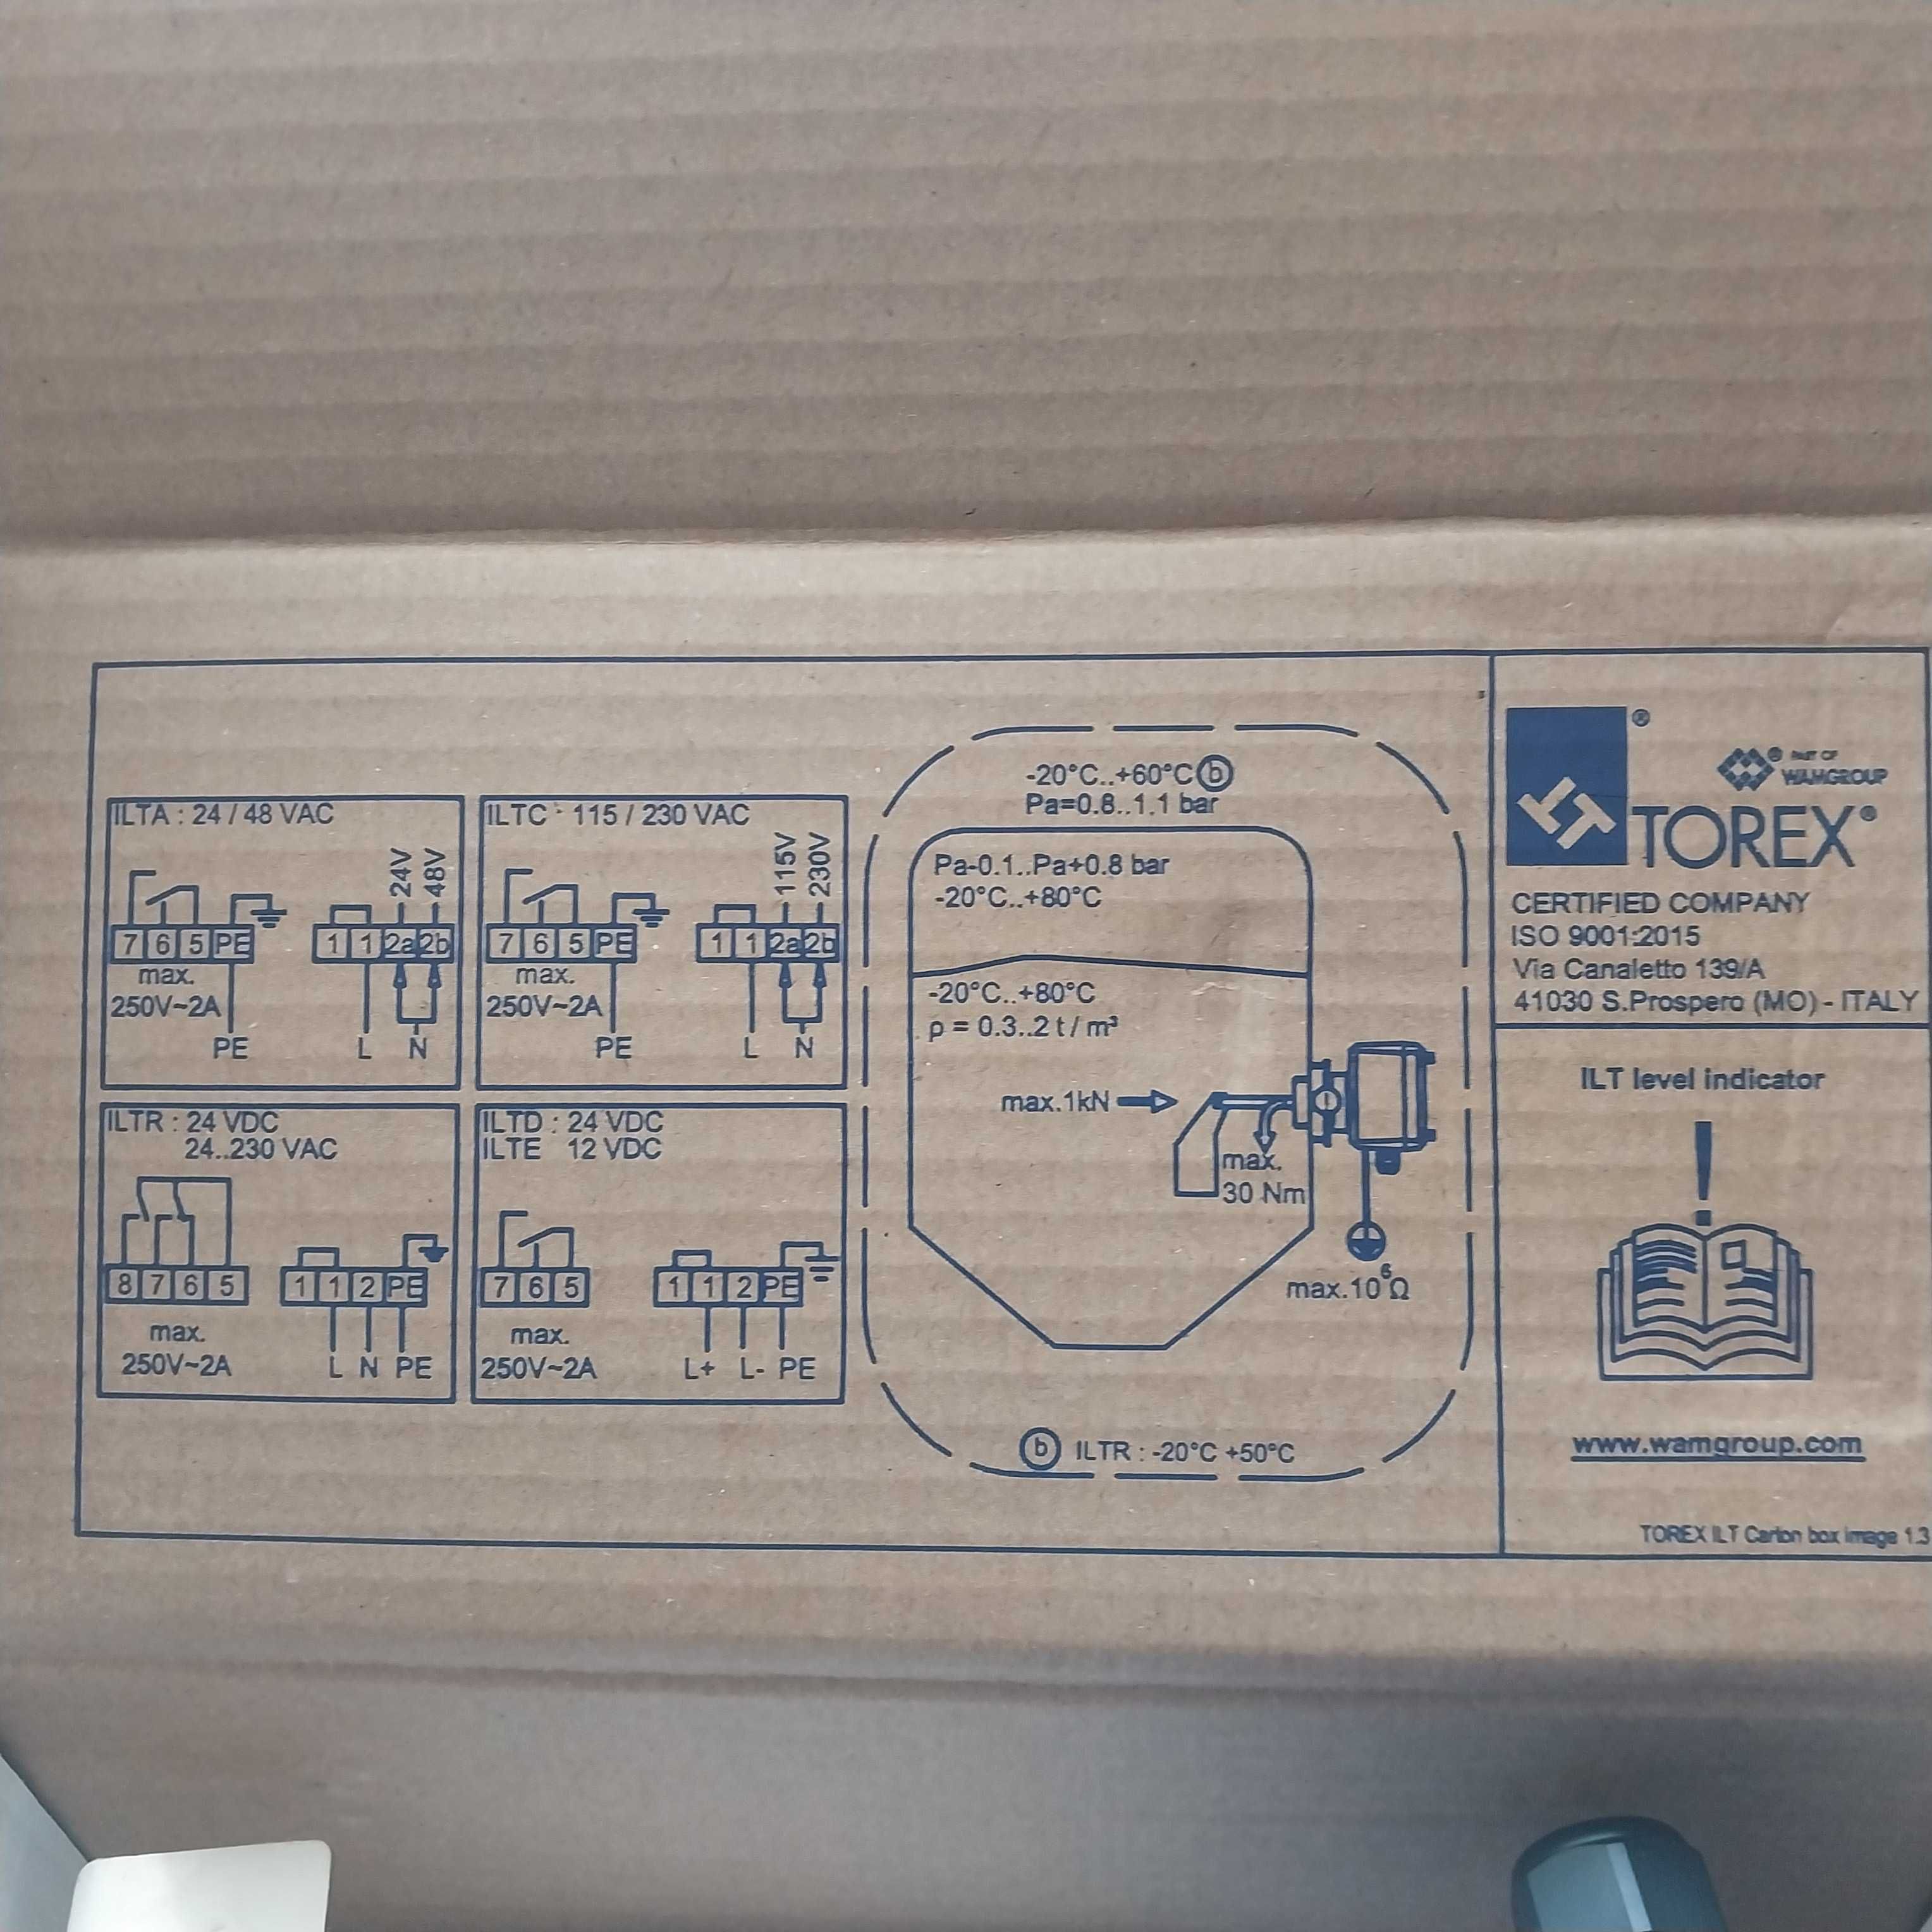 ILTA : 24 / 48 VAC
24V
48V
7 6 5 PE
1 1 2a 2b
max.
250V~2A
PE
L
N
ILTC - 115 / 230 VAC
115V
230V
7 6 5 PE
1 1 2a 2b
max.
250V~2A
PE
L
N
ILTR : 24 VDC
24..230 VAC
8 7 6 5
1 1 2 PE
max.
250V~2A
L N PE
ILTD : 24 VDC
ILTE 12 VDC
7 6 5
1 1 2 PE
max.
250V~2A
L+ L- PE
-20°C..+60°C b
Pa=0.8..1.1 bar
Pa-0.1..Pa+0.8 bar
-20°C..+80°C
-20°C..+80°C
ρ = 0.3..2 t / m³
max.1kN
max.
30 Nm
max.10⁶Ω
b ILTR : -20°C +50°C
®
® PART OF
WAMGROUP
TOREX®
CERTIFIED COMPANY
ISO 9001:2015
Via Canaletto 139/A
41030 S.Prospero (MO) - ITALY
ILT level indicator
!
www.wamgroup.com
TOREX ILT Carton box image 1.3